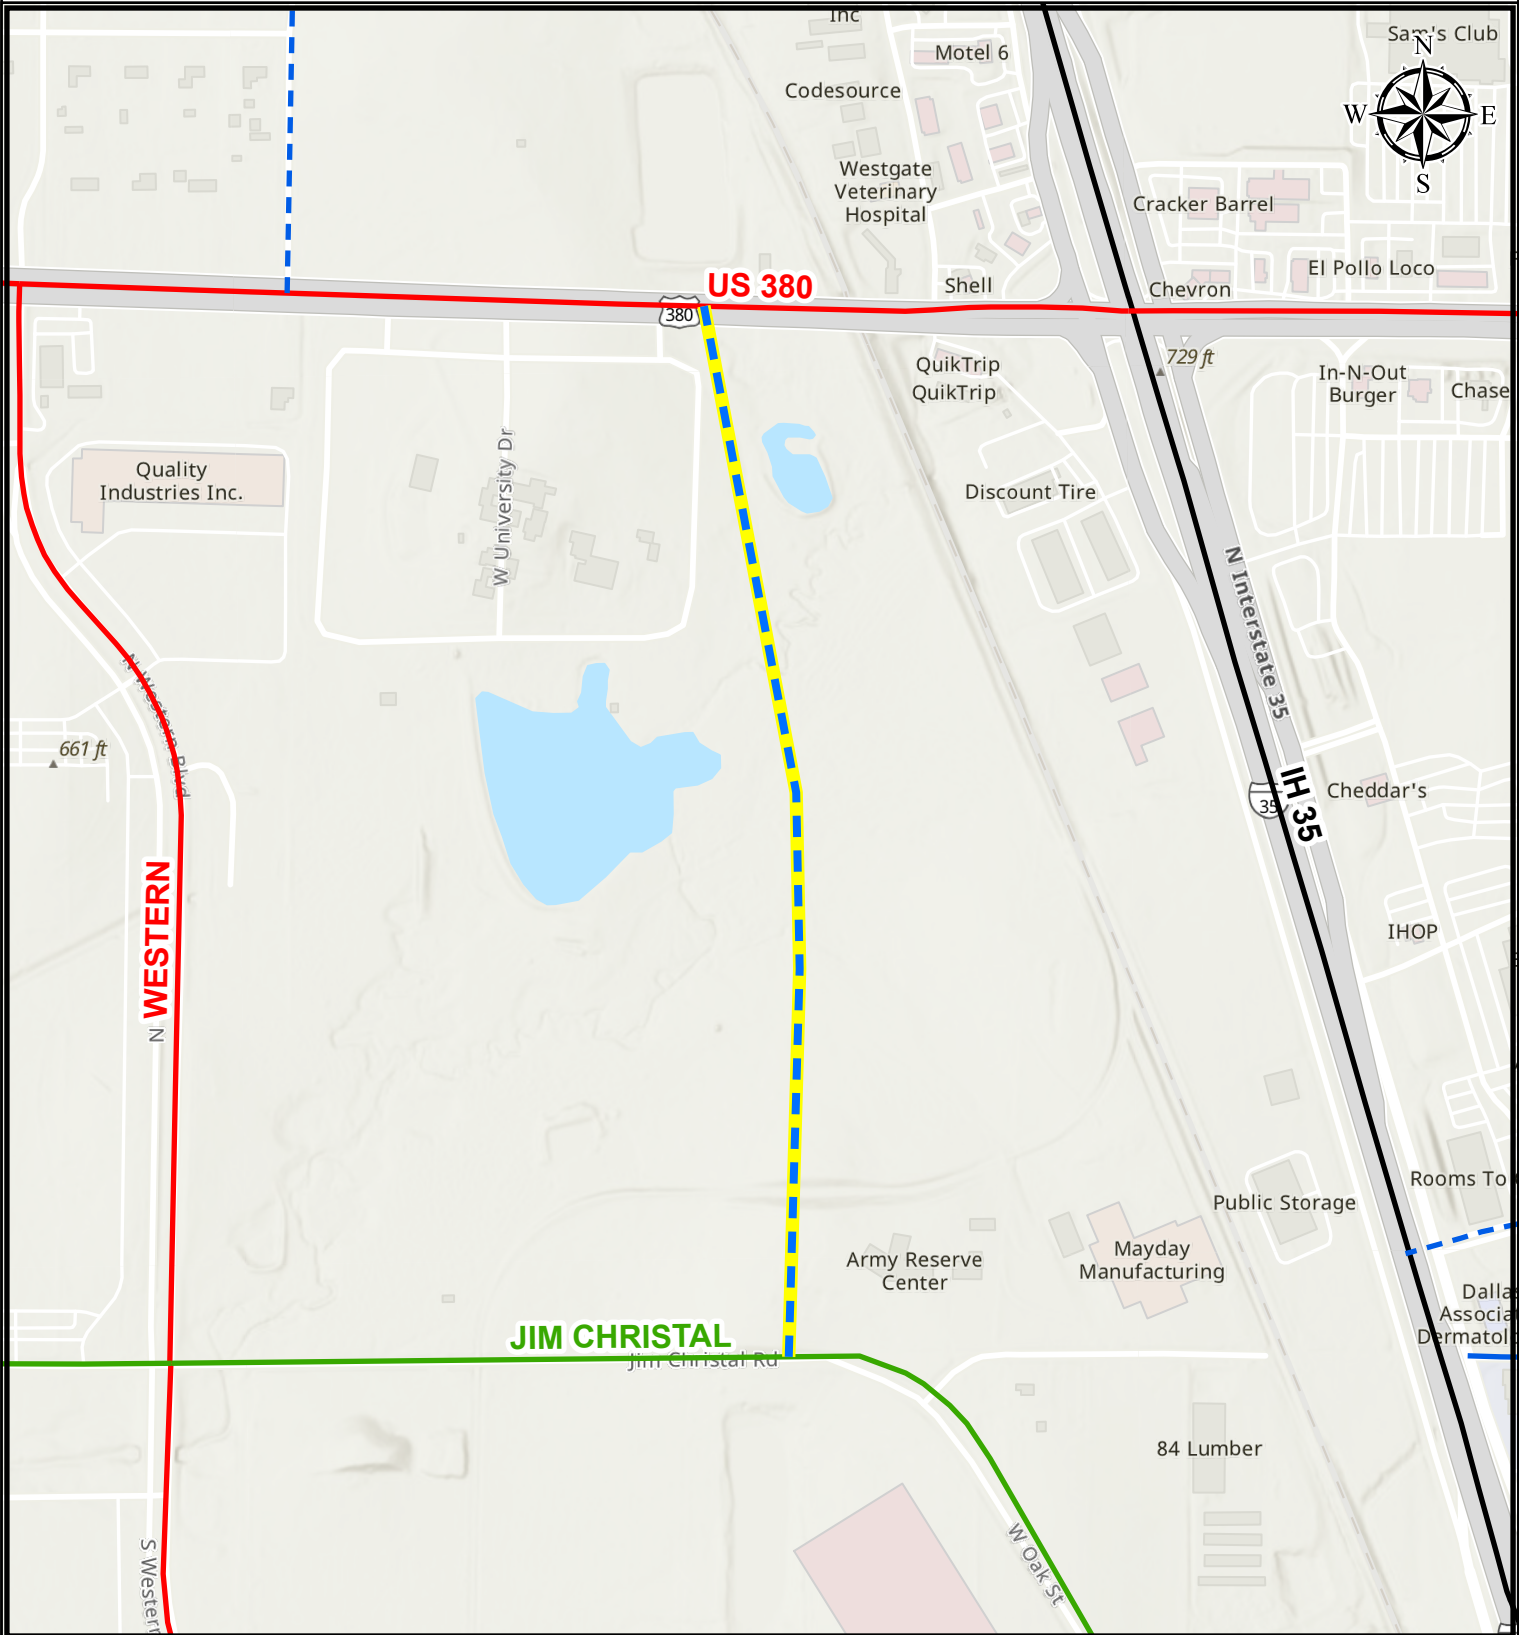 Inc
Motel 6
Sam's Club
N
W
E
S
Codesource
Westgate
Veterinary
Hospital
Cracker Barrel
El Pollo Loco
Shell
Chevron
US 380
380
729 ft
QuikTrip
QuikTrip
In-N-Out
Burger
Chase
Quality
Industries Inc.
W University Dr
Discount Tire
N Interstate 35
N Western Blvd
661 ft
IH 35
35
Cheddar's
WESTERN
N
IHOP
Rooms To
Public Storage
Army Reserve
Center
Mayday
Manufacturing
Dallas
Associa
Dermatol
JIM CHRISTAL
Jim Christal Rd
84 Lumber
W Oak St
S Western